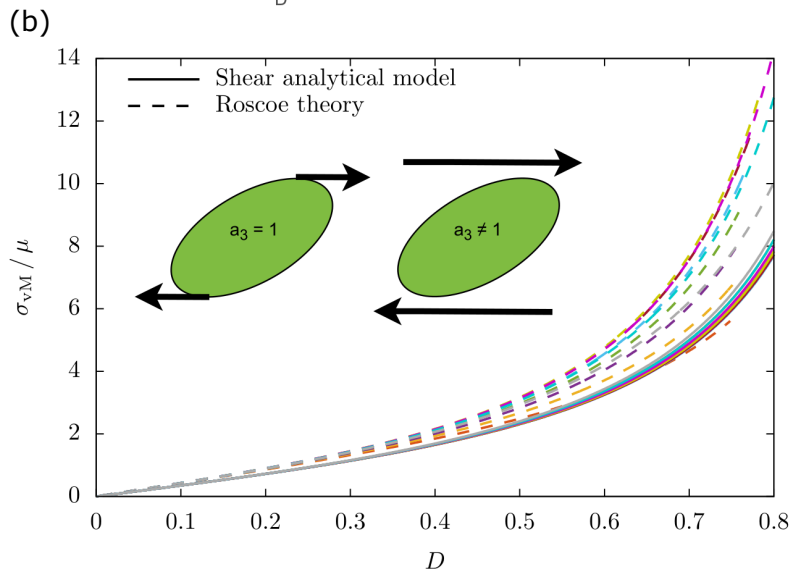 D
(b)
14
Shear analytical model
Roscoe theory
12
10
a₃ = 1
a₃ ≠ 1
8
σvM / μ
6
4
2
0
0 0.1 0.2 0.3 0.4 0.5 0.6 0.7 0.8
D